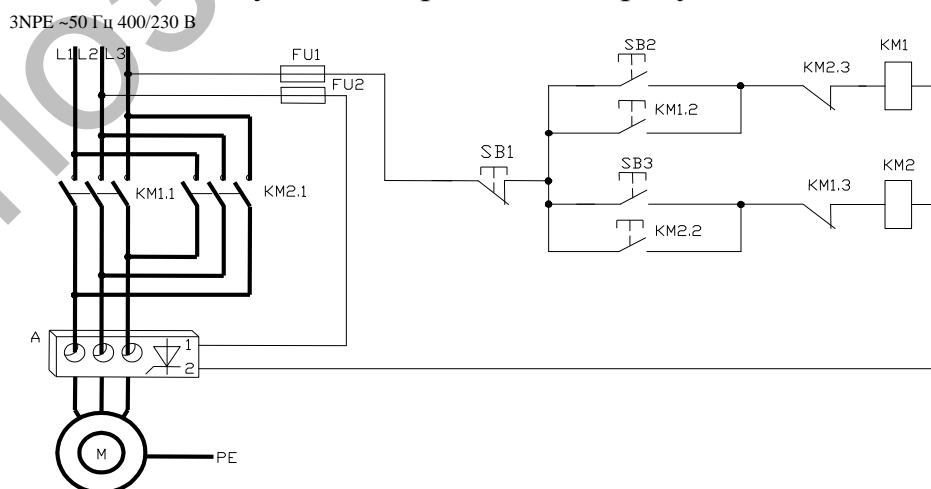 3NPE ~50 Гц 400/230 В
L1 L2 L3
FU1
FU2
SB2
KM1
KM2.3
KM1.2
SB1
SB3
KM2
KM1.3
KM1.1
KM2.1
KM2.2
A
1
2
M
PE